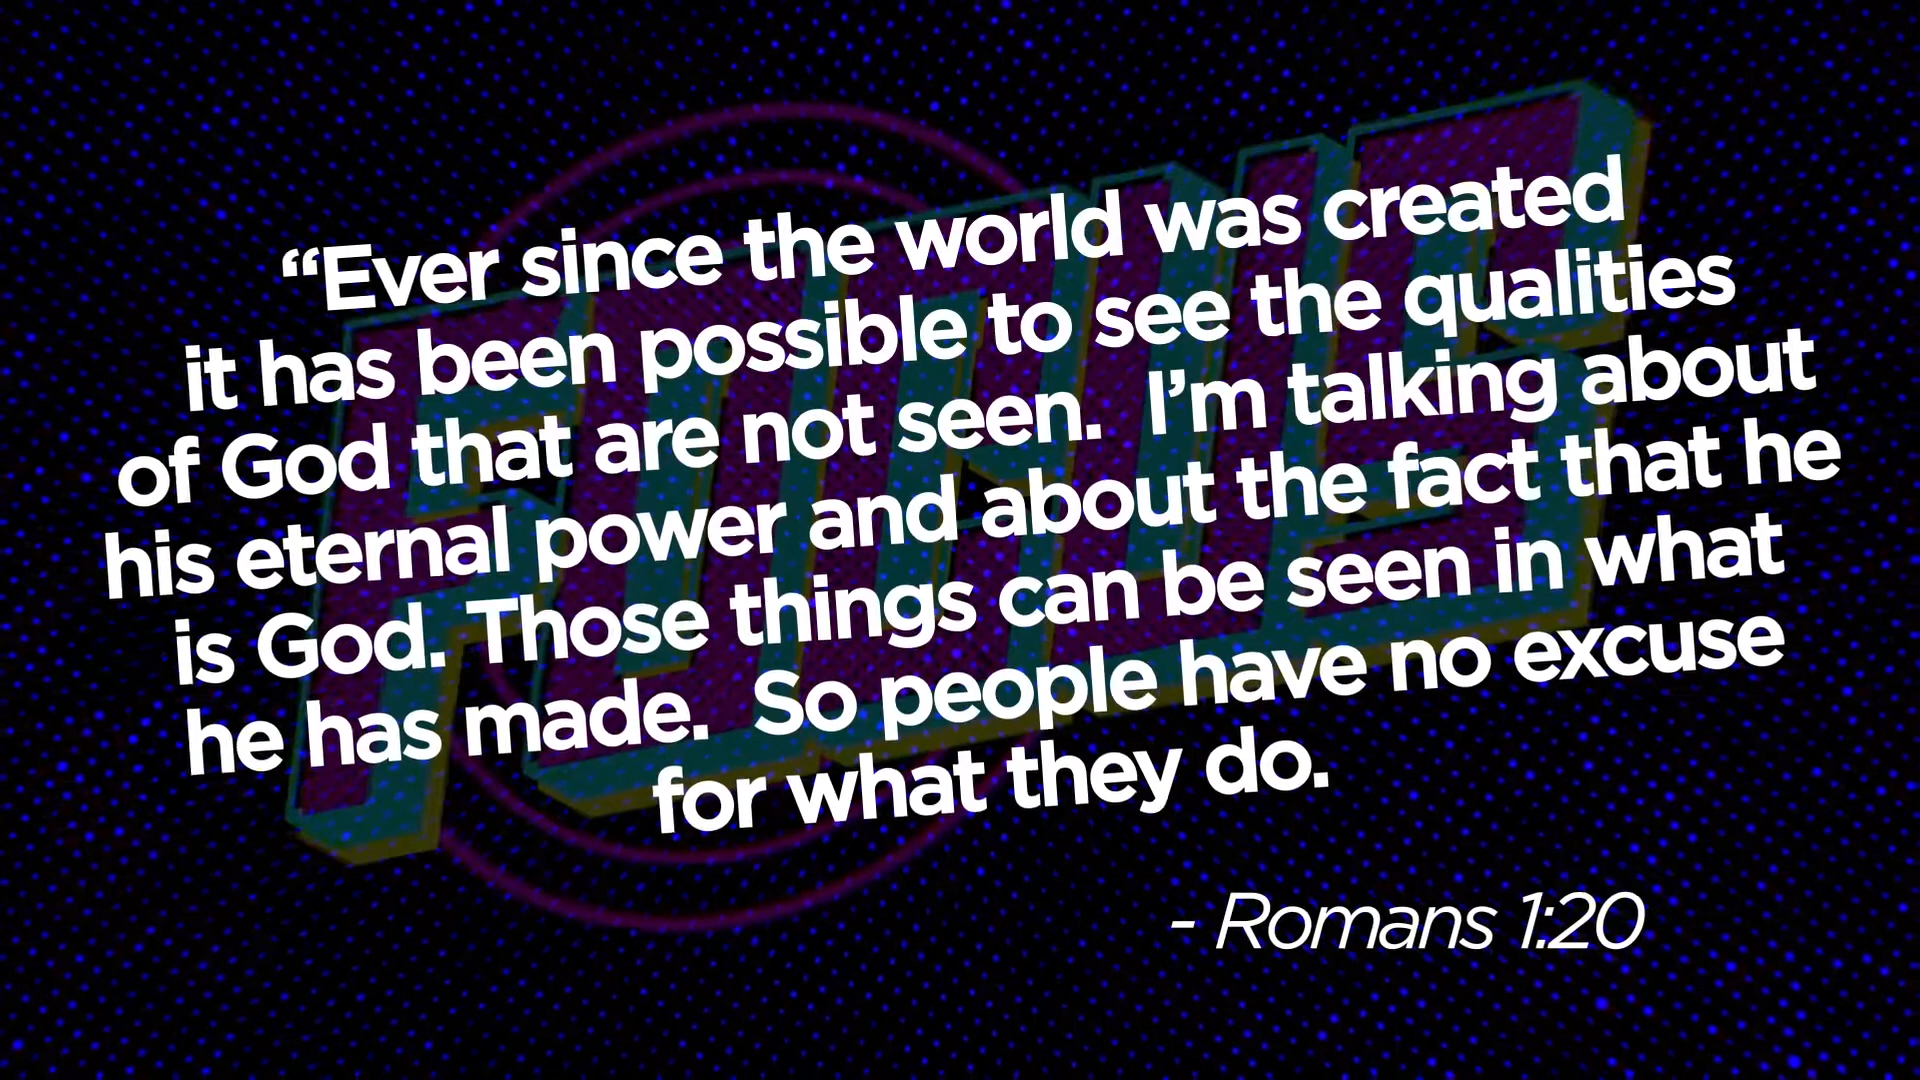 “Ever since the world was created
it has been possible to see the qualities
of God that are not seen.  I’m talking about
his eternal power and about the fact that he
is God. Those things can be seen in what
he has made.  So people have no excuse
for what they do.
- Romans 1:20